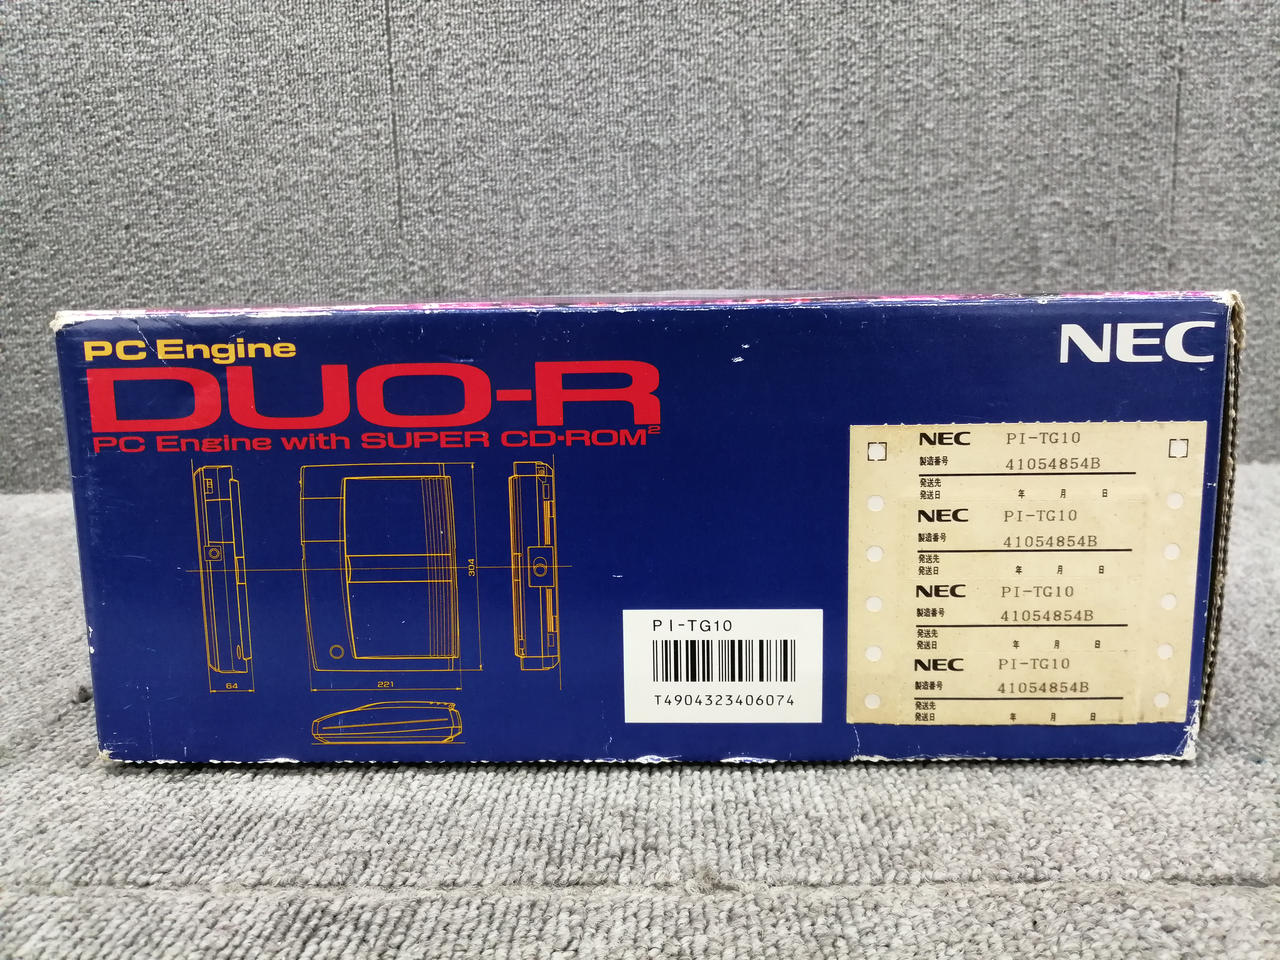 PC Engine
DUO-R
PC Engine with SUPER CD-ROM²
NEC
304
64
221
PI-TG10
T4904323406074
NEC PI-TG10
製造番号 41054854B
発送先
発送日 年 月 日
NEC PI-TG10
製造番号 41054854B
発送先
発送日 年 月 日
NEC PI-TG10
製造番号 41054854B
発送先
発送日 年 月 日
NEC PI-TG10
製造番号 41054854B
発送先
発送日 年 月 日